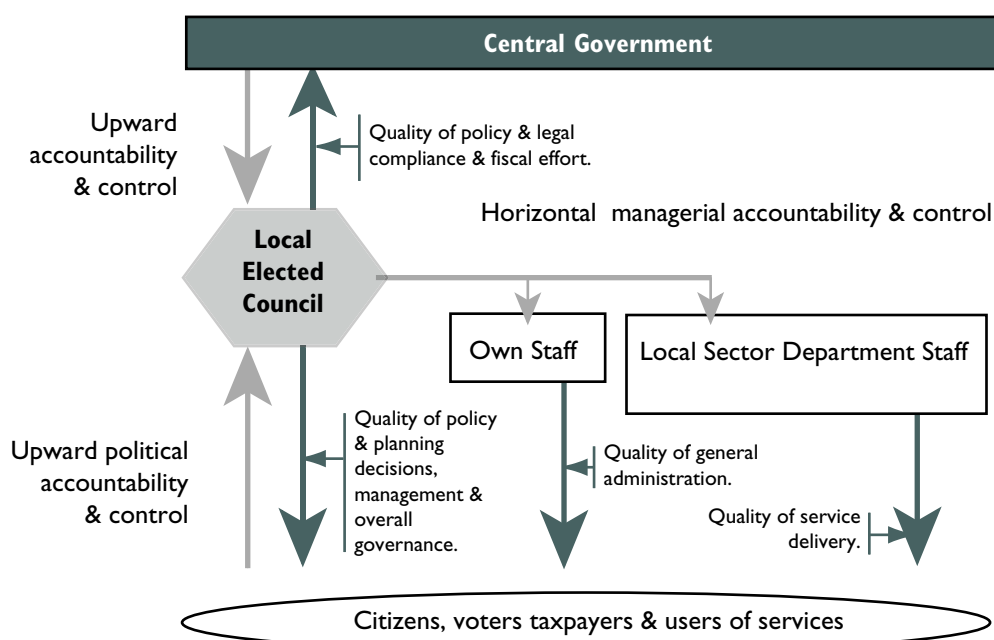 Central Government
Upward
accountability
& control
Quality of policy & legal
compliance & fiscal effort.
Horizontal managerial accountability & control
Local
Elected
Council
Own Staff
Local Sector Department Staff
Upward political
accountability
& control
Quality of policy
& planning
decisions,
management &
overall
governance.
Quality of general
administration.
Quality of service
delivery.
Citizens, voters taxpayers & users of services